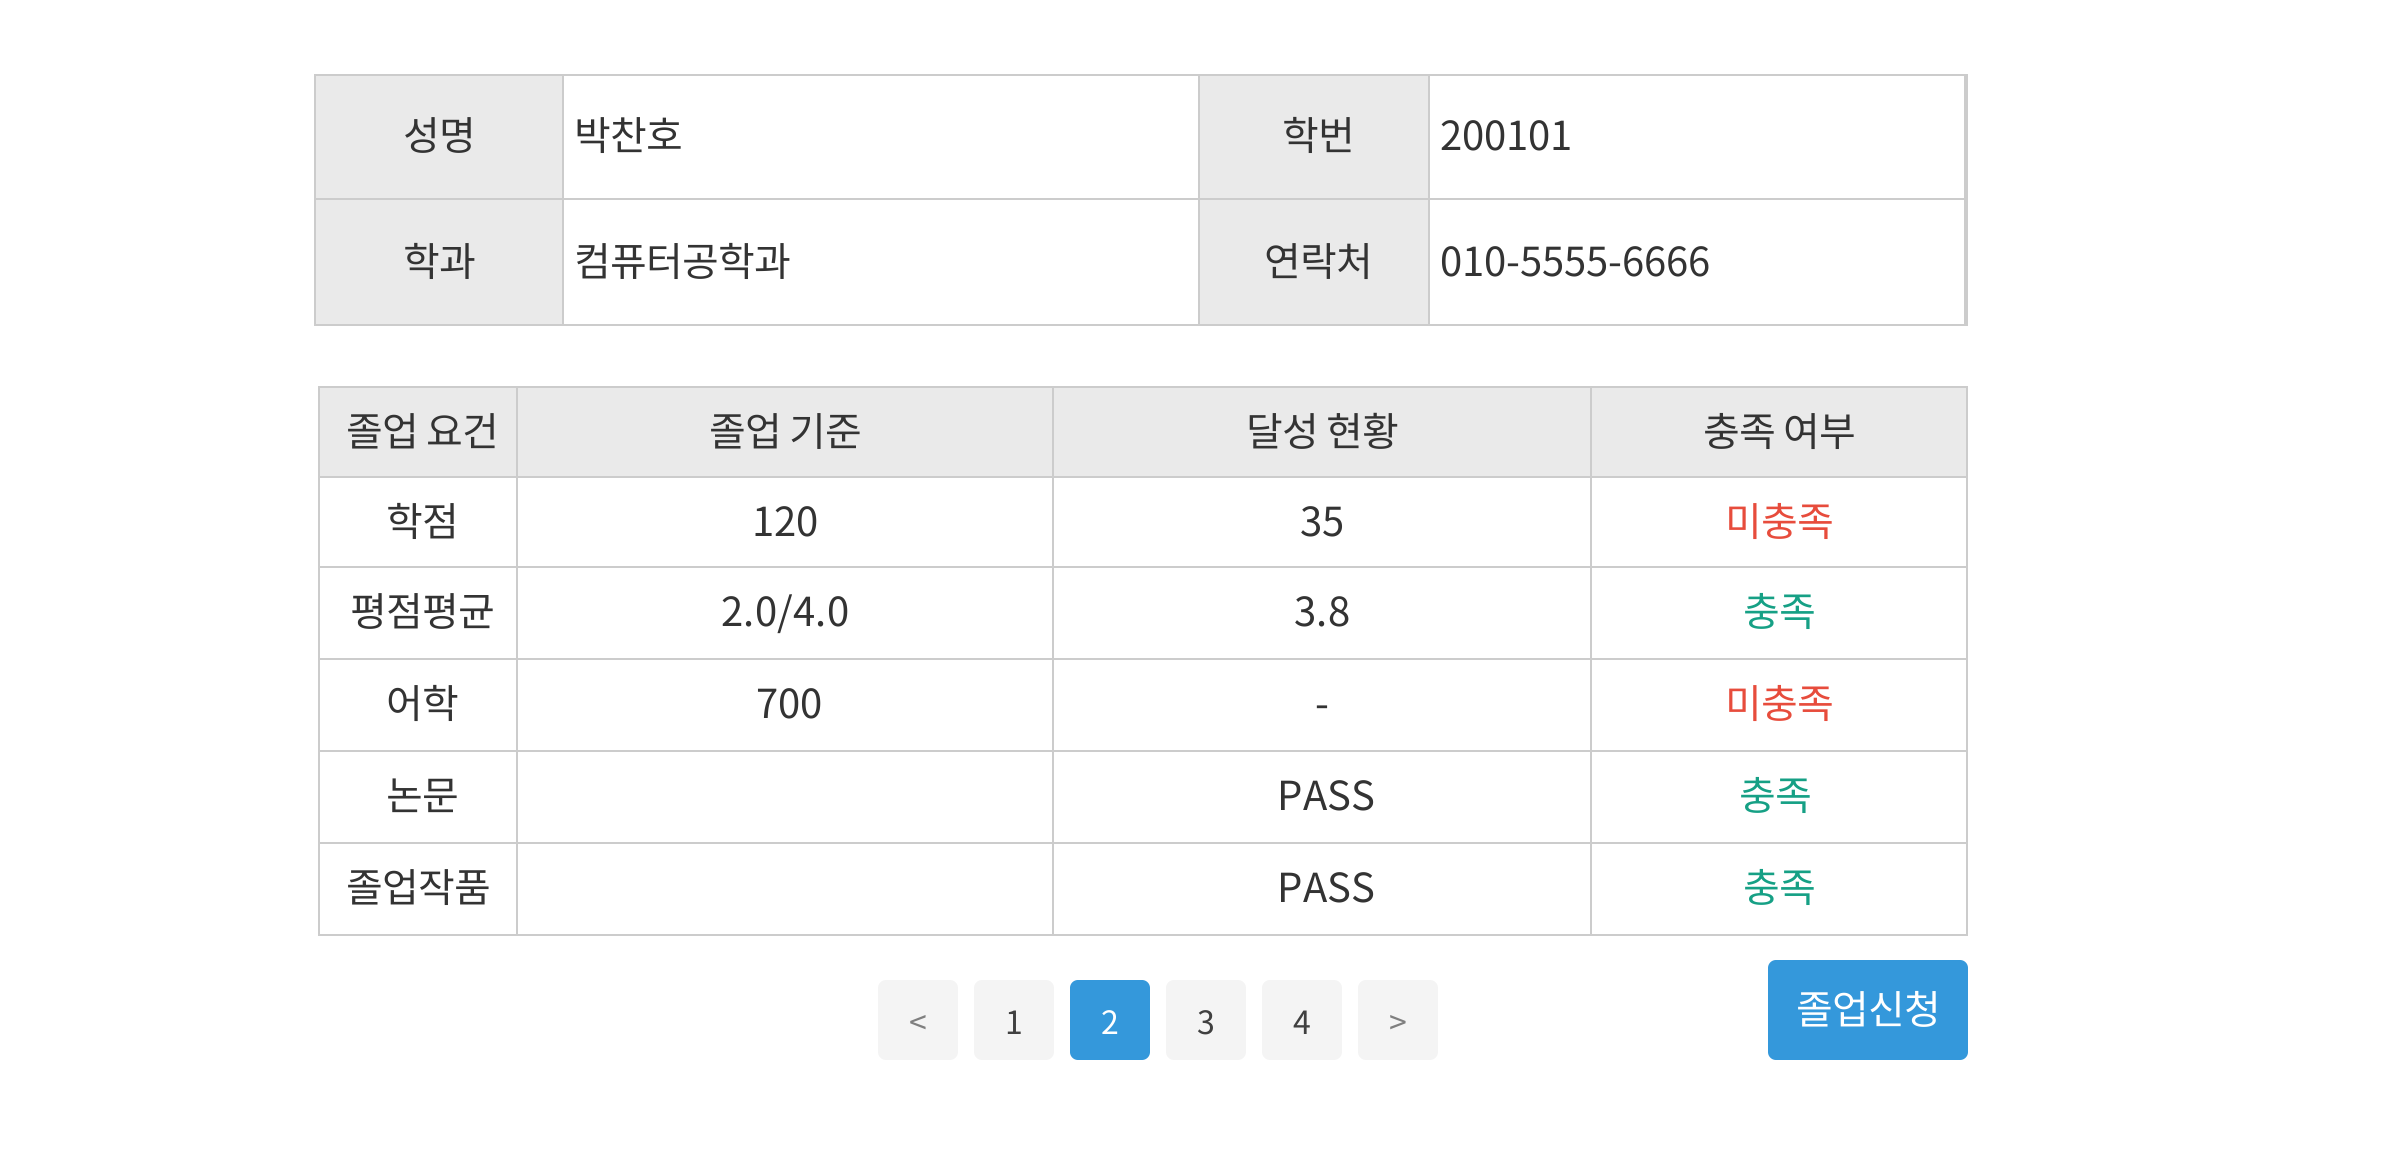 성명 박찬호 학번 200101
학과 컴퓨터공학과 연락처 010-5555-6666
졸업 요건 졸업 기준 달성 현황 충족 여부
학점 120 35 미충족
평점평균 2.0/4.0 3.8 충족
어학 700 - 미충족
논문 PASS 충족
졸업작품 PASS 충족
< 1 2 3 4 > 졸업신청